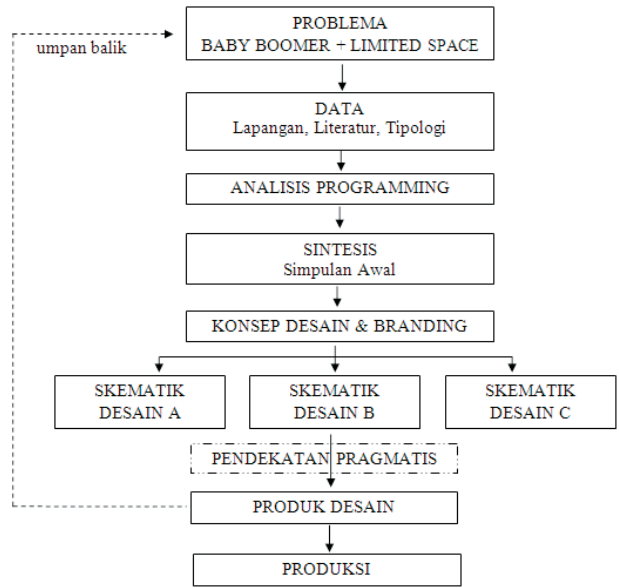 PROBLEMA
BABY BOOMER + LIMITED SPACE
umpan balik
DATA
Lapangan, Literatur, Tipologi
ANALISIS PROGRAMMING
SINTESIS
Simpulan Awal
KONSEP DESAIN & BRANDING
SKEMATIK
DESAIN A
SKEMATIK
DESAIN B
SKEMATIK
DESAIN C
PENDEKATAN PRAGMATIS
PRODUK DESAIN
PRODUKSI